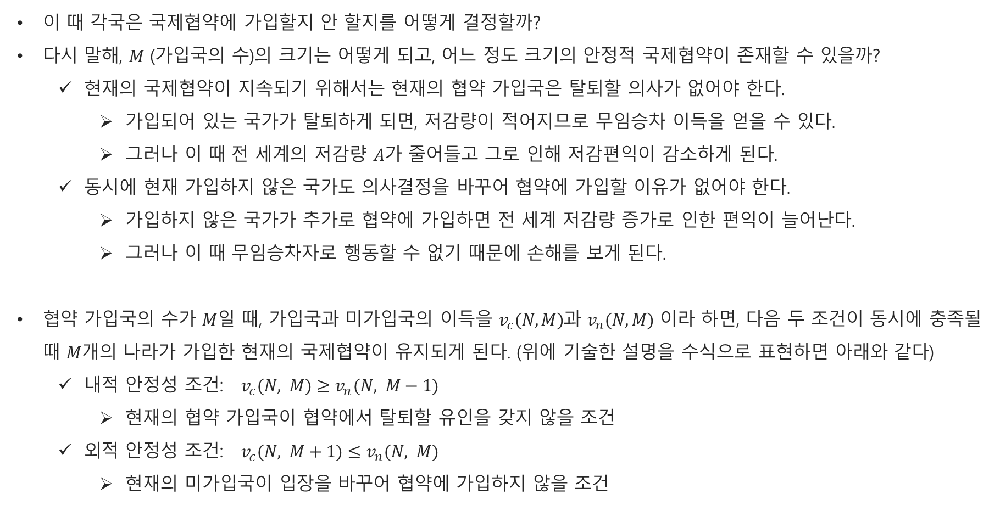 • 이 때 각국은 국제협약에 가입할지 안 할지를 어떻게 결정할까?
• 다시 말해, M (가입국의 수)의 크기는 어떻게 되고, 어느 정도 크기의 안정적 국제협약이 존재할 수 있을까?
✓ 현재의 국제협약이 지속되기 위해서는 현재의 협약 가입국은 탈퇴할 의사가 없어야 한다.
➢ 가입되어 있는 국가가 탈퇴하게 되면, 저감량이 적어지므로 무임승차 이득을 얻을 수 있다.
➢ 그러나 이 때 전 세계의 저감량 A가 줄어들고 그로 인해 저감편익이 감소하게 된다.
✓ 동시에 현재 가입하지 않은 국가도 의사결정을 바꾸어 협약에 가입할 이유가 없어야 한다.
➢ 가입하지 않은 국가가 추가로 협약에 가입하면 전 세계 저감량 증가로 인한 편익이 늘어난다.
➢ 그러나 이 때 무임승차자로 행동할 수 없기 때문에 손해를 보게 된다.
• 협약 가입국의 수가 M일 때, 가입국과 미가입국의 이득을 v_c(N, M)과 v_n(N, M) 이라 하면, 다음 두 조건이 동시에 충족될
때 M개의 나라가 가입한 현재의 국제협약이 유지되게 된다. (위에 기술한 설명을 수식으로 표현하면 아래와 같다)
✓ 내적 안정성 조건: v_c(N, M) ≥ v_n(N, M − 1)
➢ 현재의 협약 가입국이 협약에서 탈퇴할 유인을 갖지 않을 조건
✓ 외적 안정성 조건: v_c(N, M + 1) ≤ v_n(N, M)
➢ 현재의 미가입국이 입장을 바꾸어 협약에 가입하지 않을 조건